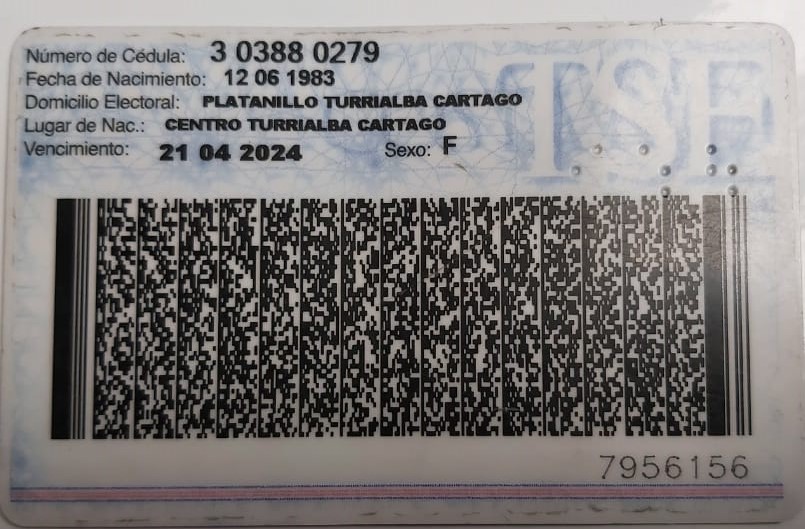 TSE
Número de Cédula: 3 0388 0279
Fecha de Nacimiento: 12 06 1983
Domicilio Electoral: PLATANILLO TURRIALBA CARTAGO
Lugar de Nac.: CENTRO TURRIALBA CARTAGO
Vencimiento: 21 04 2024 Sexo: F
7956156